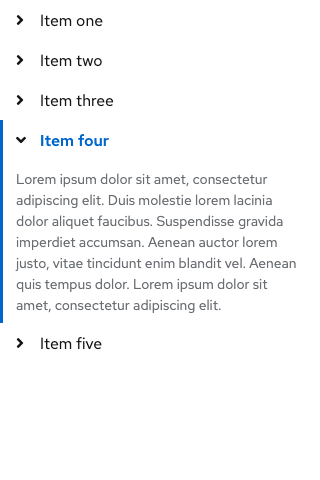 Item one
Item two
Item three
Item four
Lorem ipsum dolor sit amet, consectetur
adipiscing elit. Duis molestie lorem lacinia
dolor aliquet faucibus. Suspendisse gravida
imperdiet accumsan. Aenean auctor lorem
justo, vitae tincidunt enim blandit vel. Aenean
quis tempus dolor. Lorem ipsum dolor sit
amet, consectetur adipiscing elit.
Item five